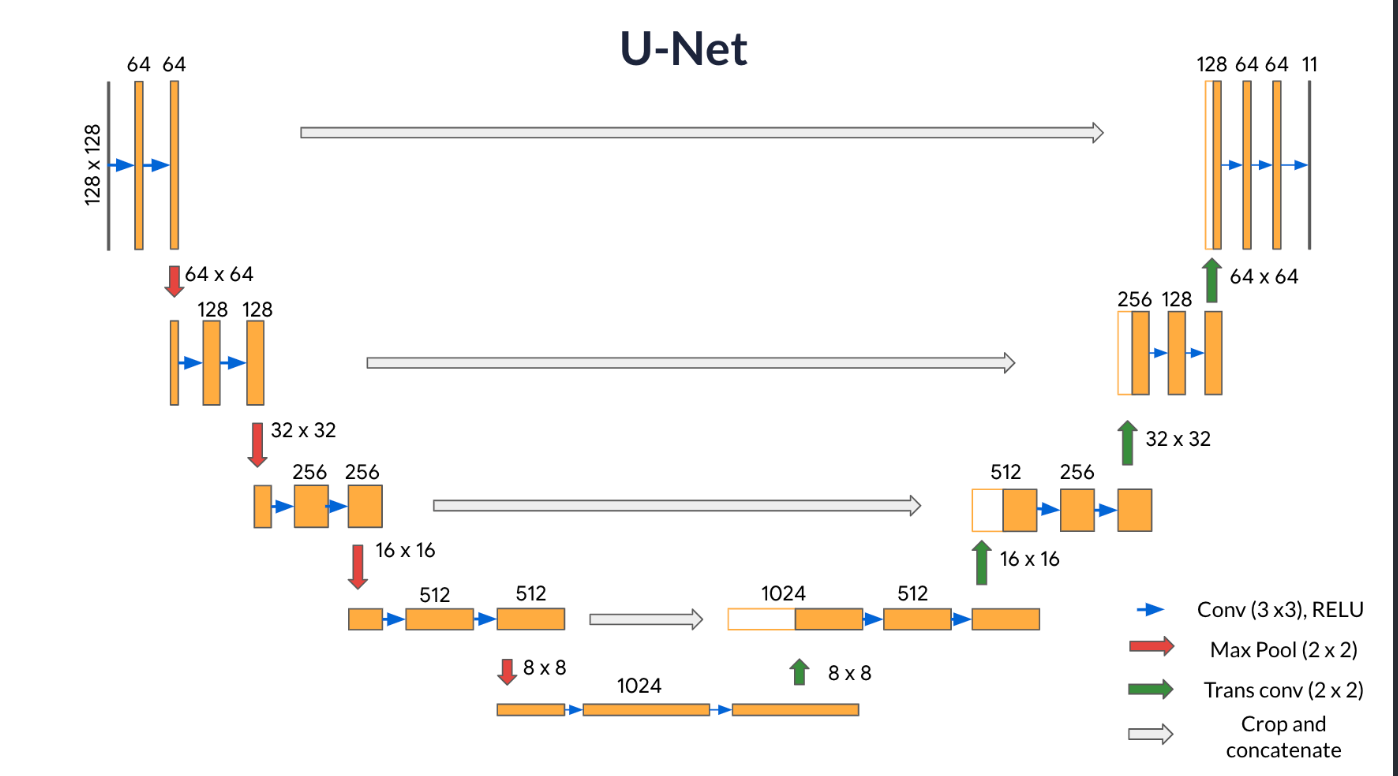 U-Net
64 64
128 x 128
128 64 64 11
64 x 64
64 x 64
128 128
256 128
32 x 32
32 x 32
256 256
512 256
16 x 16
16 x 16
512 512
1024 512
8 x 8
8 x 8
1024
Conv (3 x3), RELU
Max Pool (2 x 2)
Trans conv (2 x 2)
Crop and
concatenate